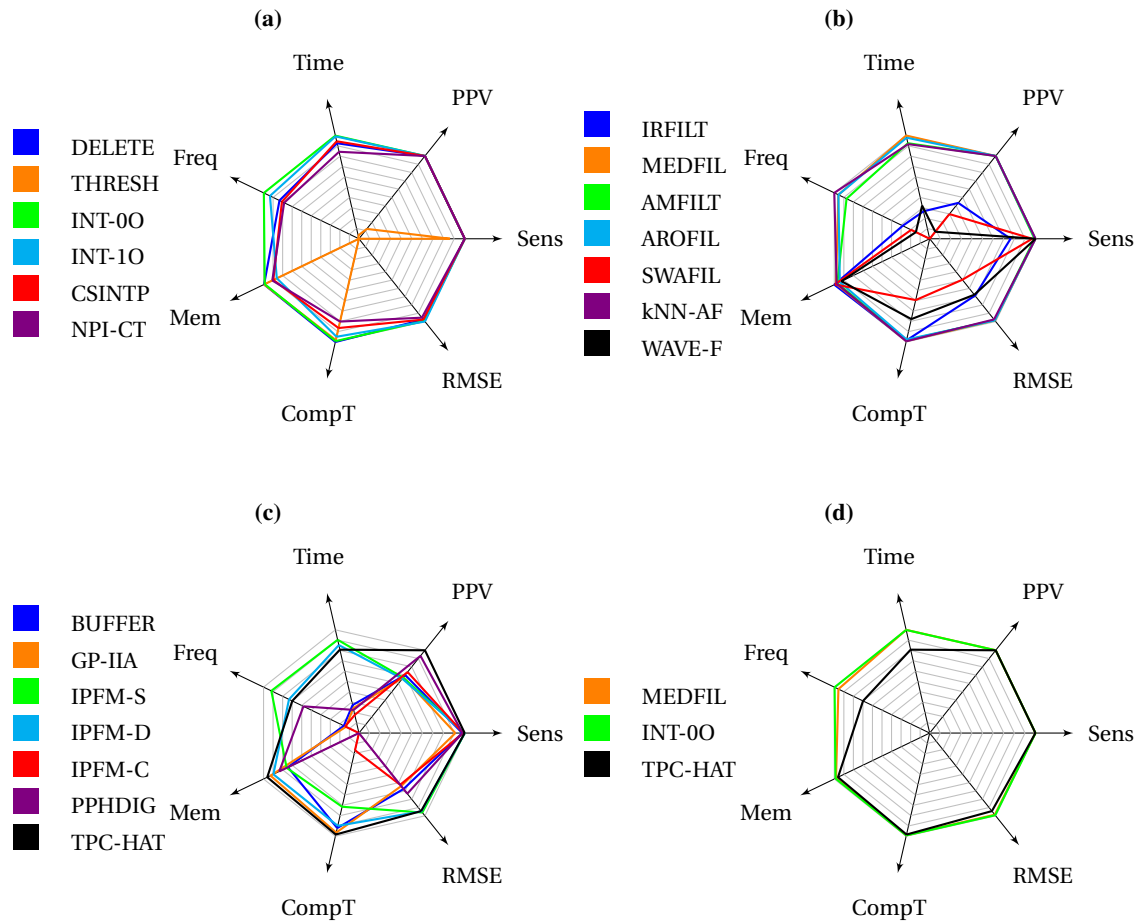 (a)
Time
PPV
Sens
RMSE
CompT
Mem
Freq
DELETE
THRESH
INT-0O
INT-1O
CSINTP
NPI-CT
(b)
Time
PPV
Sens
RMSE
CompT
Mem
Freq
IRFILT
MEDFIL
AMFILT
AROFIL
SWAFIL
kNN-AF
WAVE-F
(c)
Time
PPV
Sens
RMSE
CompT
Mem
Freq
BUFFER
GP-IIA
IPFM-S
IPFM-D
IPFM-C
PPHDIG
TPC-HAT
(d)
Time
PPV
Sens
RMSE
CompT
Mem
Freq
MEDFIL
INT-0O
TPC-HAT